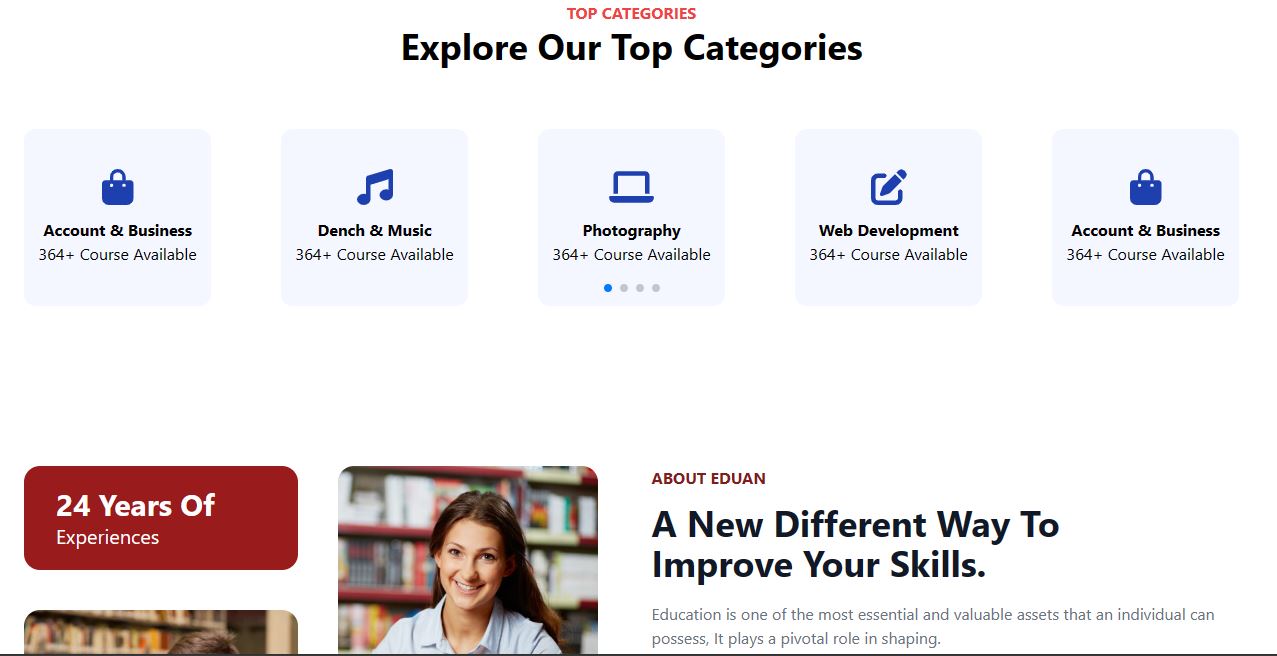 TOP CATEGORIES
Explore Our Top Categories
Account & Business
364+ Course Available
Dench & Music
364+ Course Available
Photography
364+ Course Available
Web Development
364+ Course Available
Account & Business
364+ Course Available
24 Years Of
Experiences
ABOUT EDUAN
A New Different Way To
Improve Your Skills.
Education is one of the most essential and valuable assets that an individual can
possess, It plays a pivotal role in shaping.